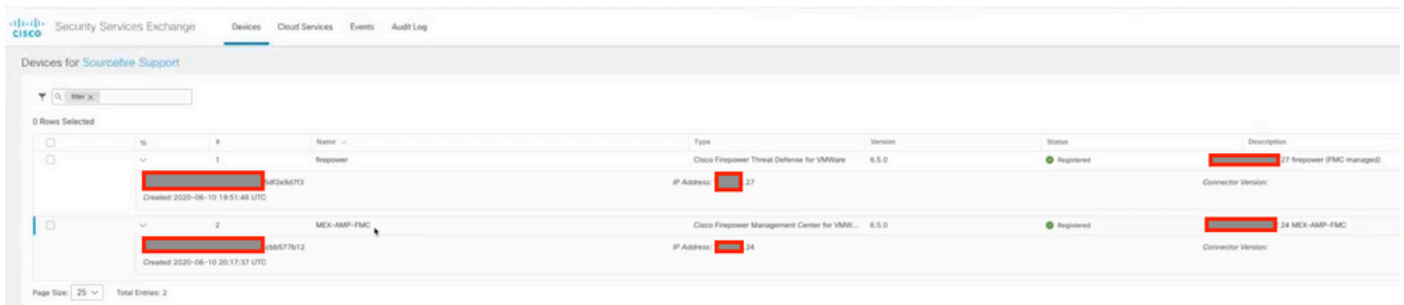 CISCO Security Services Exchange Devices Cloud Services Events Audit Log
Devices for Sourcefire Support
filter X
0 Rows Selected
% # Name Type Version Status Description
1 firepower Cisco Firepower Threat Defense for VMWare 6.5.0 Registered 27 firepower (FMC managed)
IP Address: .27 Connector Version:
Created: 2020-06-10 19:51:46 UTC
2 MEX-AMP-FMC Cisco Firepower Management Center for VMW... 6.5.0 Registered 24 MEX-AMP-FMC
cbb577b12 IP Address: .24 Connector Version:
Created: 2020-06-10 20:17:37 UTC
Page Size: 25 Total Entries: 2